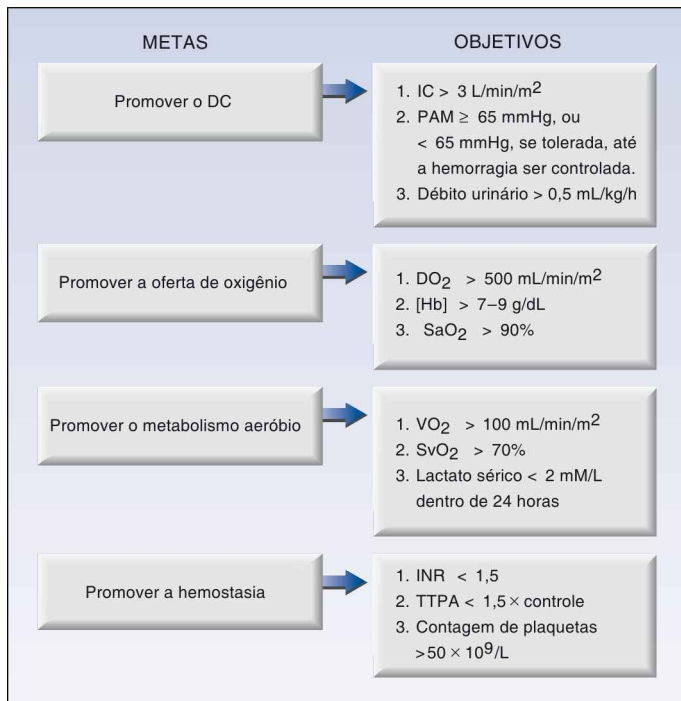 METAS
OBJETIVOS
Promover o DC
1. IC > 3 L/min/m²
2. PAM ≥ 65 mmHg, ou
< 65 mmHg, se tolerada, até
a hemorragia ser controlada.
3. Débito urinário > 0,5 mL/kg/h
Promover a oferta de oxigênio
1. DO₂ > 500 mL/min/m²
2. [Hb] > 7–9 g/dL
3. SaO₂ > 90%
Promover o metabolismo aeróbio
1. VO₂ > 100 mL/min/m²
2. SvO₂ > 70%
3. Lactato sérico < 2 mM/L
dentro de 24 horas
Promover a hemostasia
1. INR < 1,5
2. TTPA < 1,5 × controle
3. Contagem de plaquetas
>50 × 10⁹/L